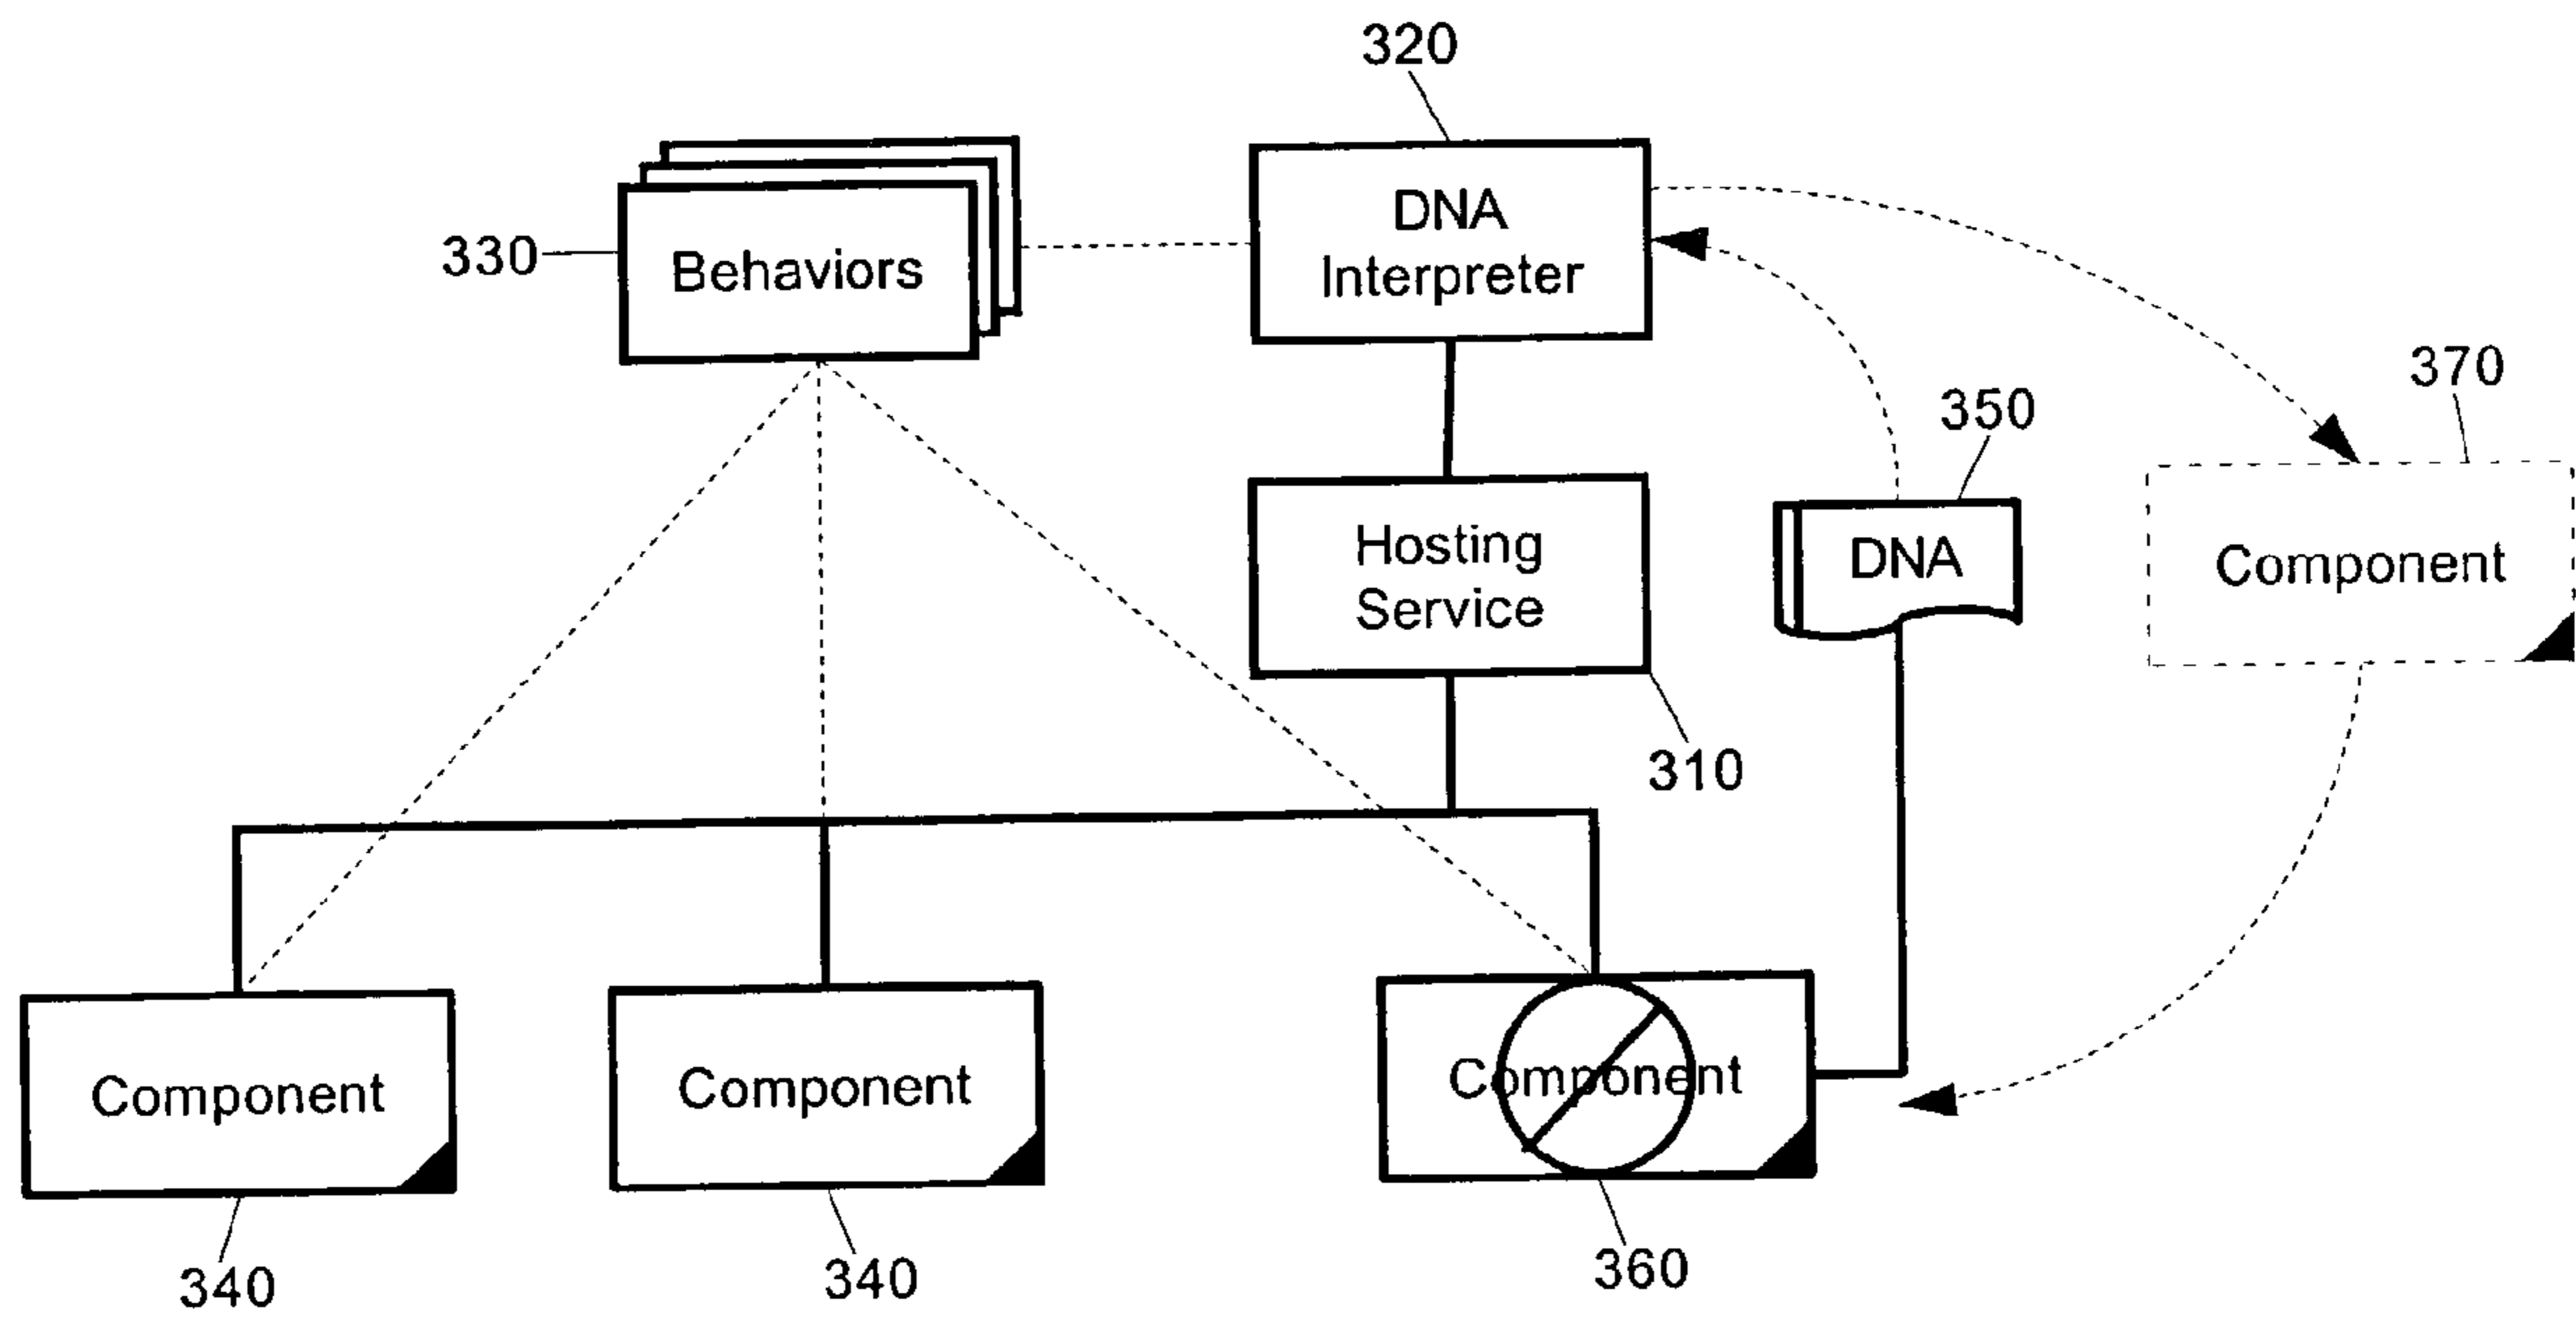 320
330
Behaviors
DNA
Interpreter
370
350
Hosting
Service
DNA
Component
310
Component
Component
Component
340
340
360